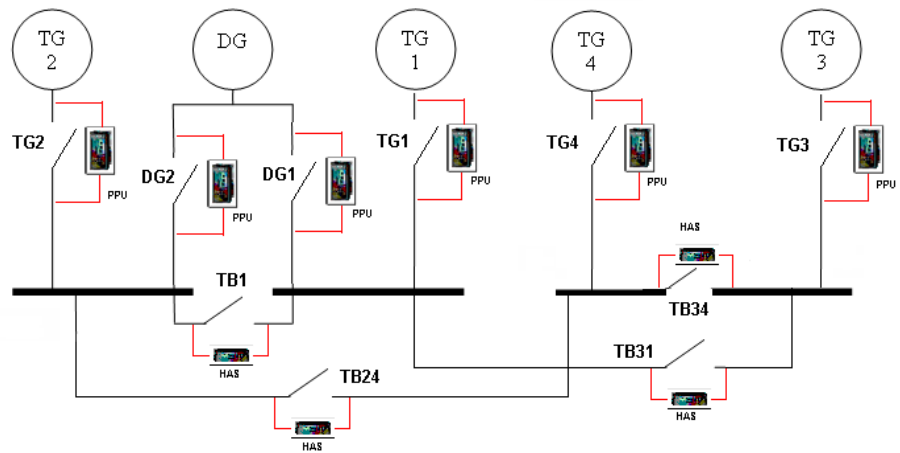 TG
2
DG
TG
1
TG
4
TG
3
TG2
PPU
DG2
PPU
DG1
PPU
TG1
PPU
TG4
PPU
TG3
PPU
HAS
TB1
TB34
HAS
TB31
TB24
HAS
HAS